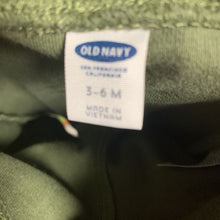 OLD NAVY
SAN FRANCISCO
CALIFORNIA
3-6 M
MADE IN
VIETNAM